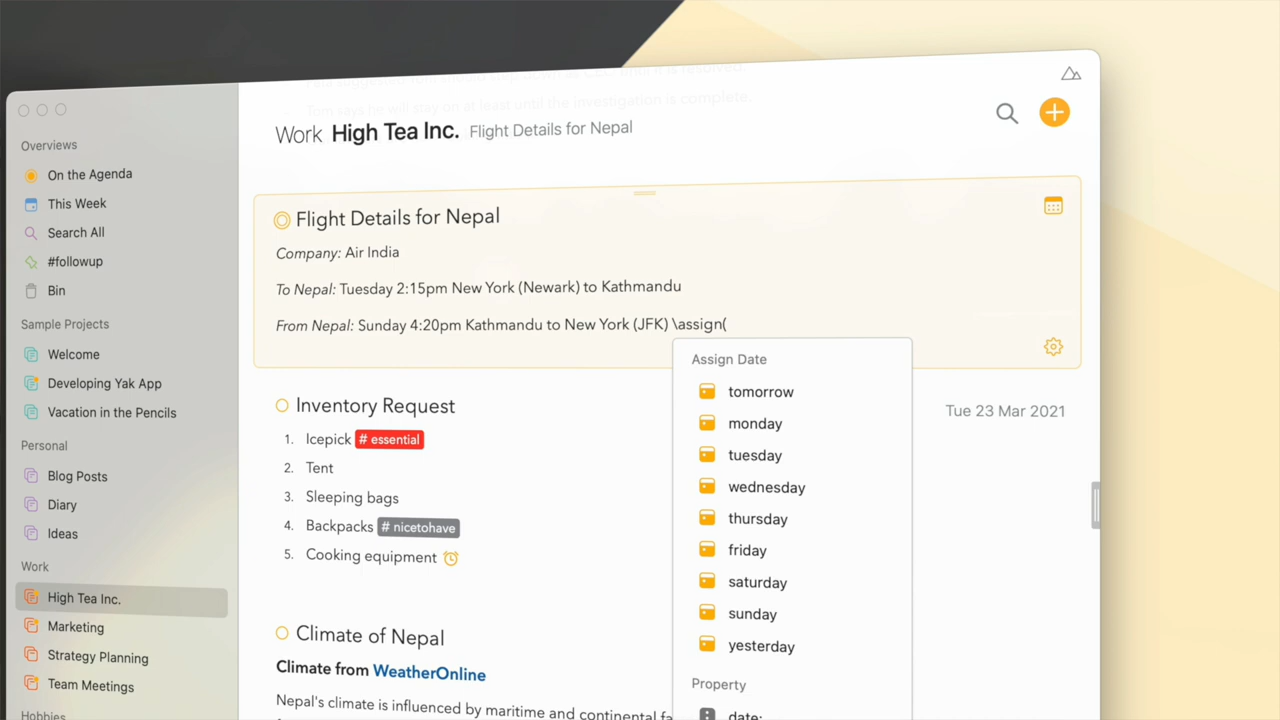 Tom says he will stay on at least until the investigation is complete.
Work High Tea Inc. Flight Details for Nepal
Overviews
On the Agenda
This Week
Search All
#followup
Bin
Sample Projects
Welcome
Developing Yak App
Vacation in the Pencils
Personal
Blog Posts
Diary
Ideas
Work
High Tea Inc.
Marketing
Strategy Planning
Team Meetings
Hobbies
Flight Details for Nepal
Company: Air India
To Nepal: Tuesday 2:15pm New York (Newark) to Kathmandu
From Nepal: Sunday 4:20pm Kathmandu to New York (JFK) \assign(
Inventory Request
Tue 23 Mar 2021
1. Icepick # essential
2. Tent
3. Sleeping bags
4. Backpacks # nicetohave
5. Cooking equipment
Climate of Nepal
Climate from WeatherOnline
Nepal's climate is influenced by maritime and continental
Assign Date
tomorrow
monday
tuesday
wednesday
thursday
friday
saturday
sunday
yesterday
Property
date: